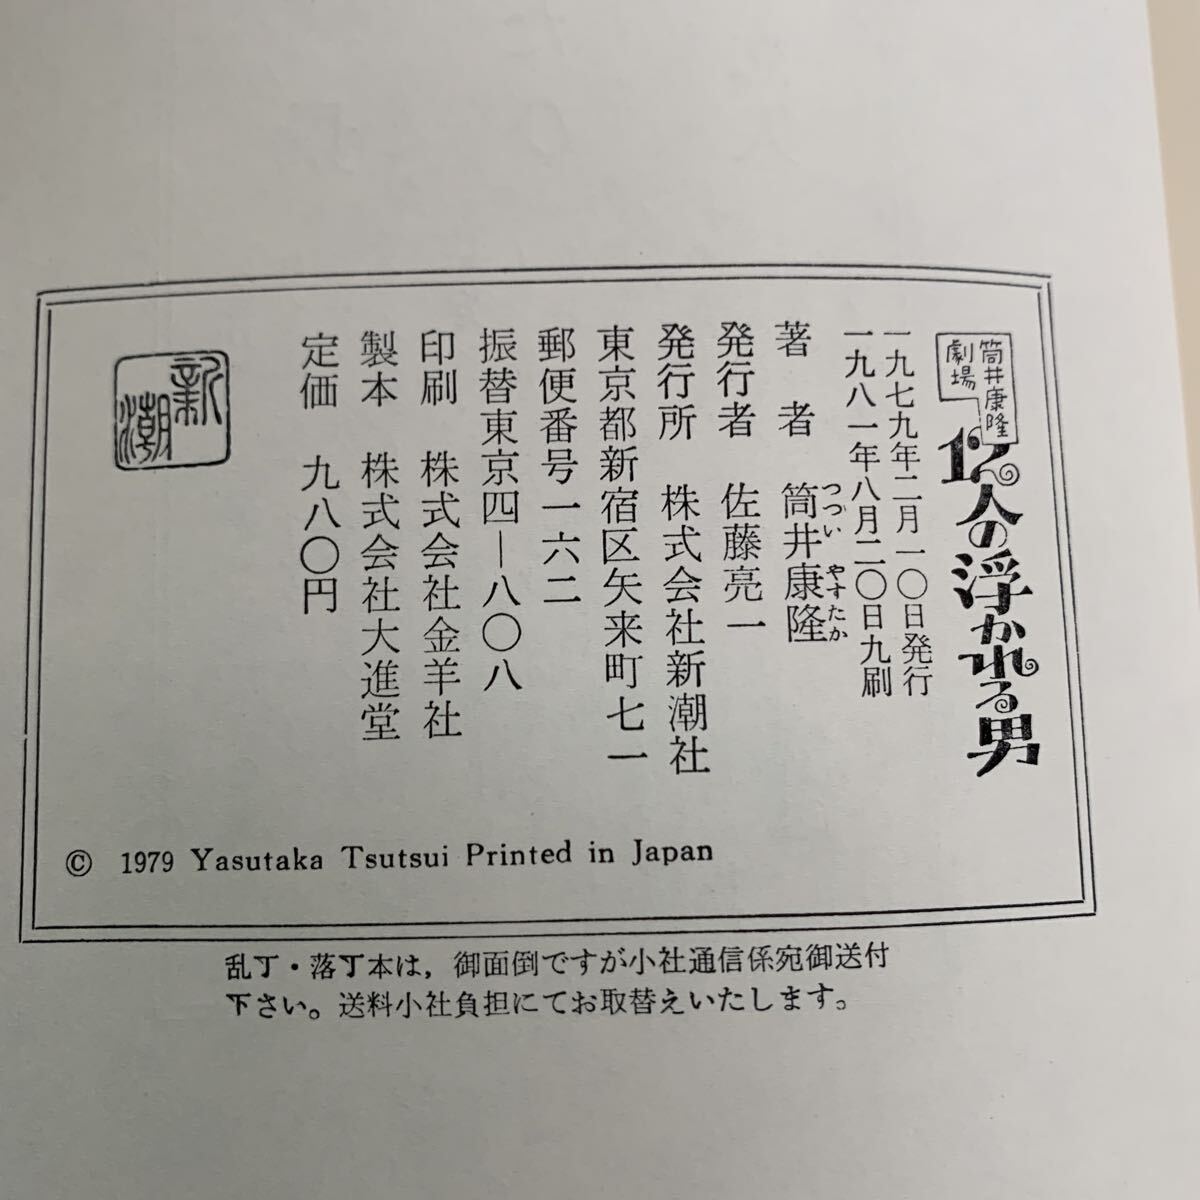 筒井康隆
劇場
12人の浮かれる男
一九七九年二月一〇日発行
一九八一年八月二〇日九刷
著者 筒井康隆
つつい やすたか
発行者 佐藤亮一
発行所 株式会社新潮社
東京都新宿区矢来町七一
郵便番号一六二
振替東京四―八〇八
印刷 株式会社金羊社
製本 株式会社大進堂
定価 九八〇円
新潮
© 1979 Yasutaka Tsutsui Printed in Japan
乱丁・落丁本は，御面倒ですが小社通信係宛御送付
下さい。送料小社負担にてお取替えいたします。